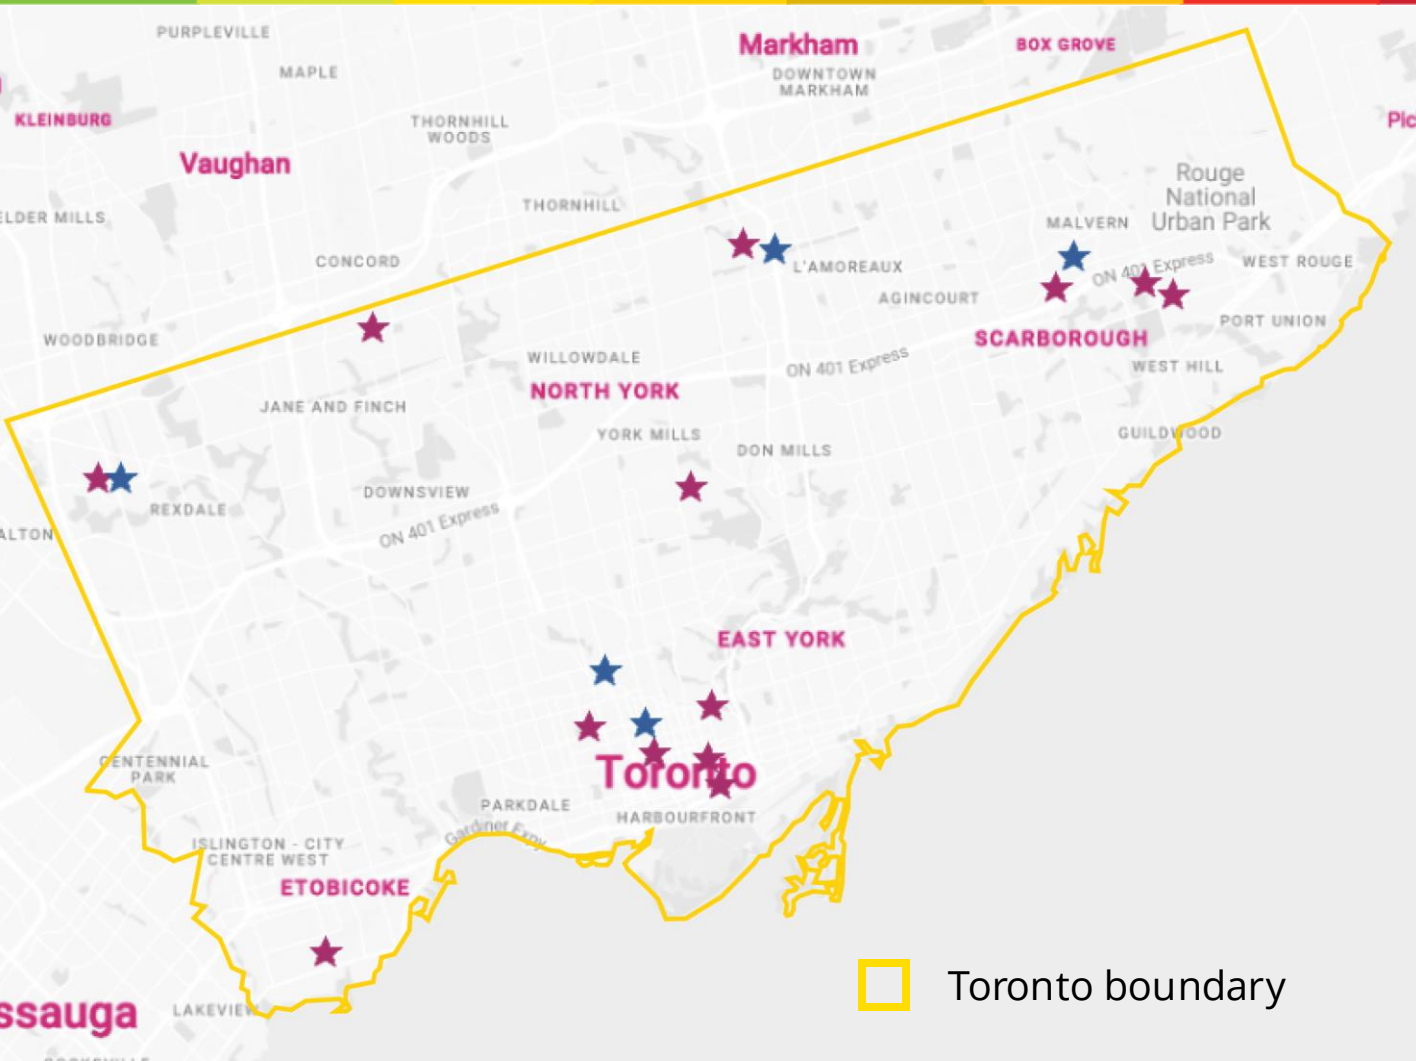 PURPLEVILLE
Markham
BOX GROVE
MAPLE
DOWNTOWN
MARKHAM
KLEINBURG
THORNHILL
WOODS
Pic
Vaughan
Rouge
National
Urban Park
THORNHILL
ELDER MILLS
MALVERN
CONCORD
L'AMOREAUX
ON 401 Express
WEST ROUGE
AGINCOURT
PORT UNION
WOODBRIDGE
SCARBOROUGH
WILLOWDALE
ON 401 Express
WEST HILL
NORTH YORK
JANE AND FINCH
YORK MILLS
GUILDWOOD
DON MILLS
DOWNSVIEW
REXDALE
ON 401 Express
ALTON
EAST YORK
CENTENNIAL
PARK
Toronto
PARKDALE
HARBOURFRONT
Gardiner Expy
ISLINGTON - CITY
CENTRE WEST
ETOBICOKE
Toronto boundary
ssauga
LAKEVIEW